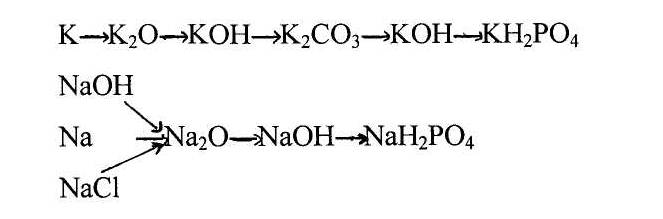 K→K₂O→KOH→K₂CO₃→KOH→KH₂PO₄
NaOH
Na →Na₂O→NaOH→NaH₂PO₄
NaCl